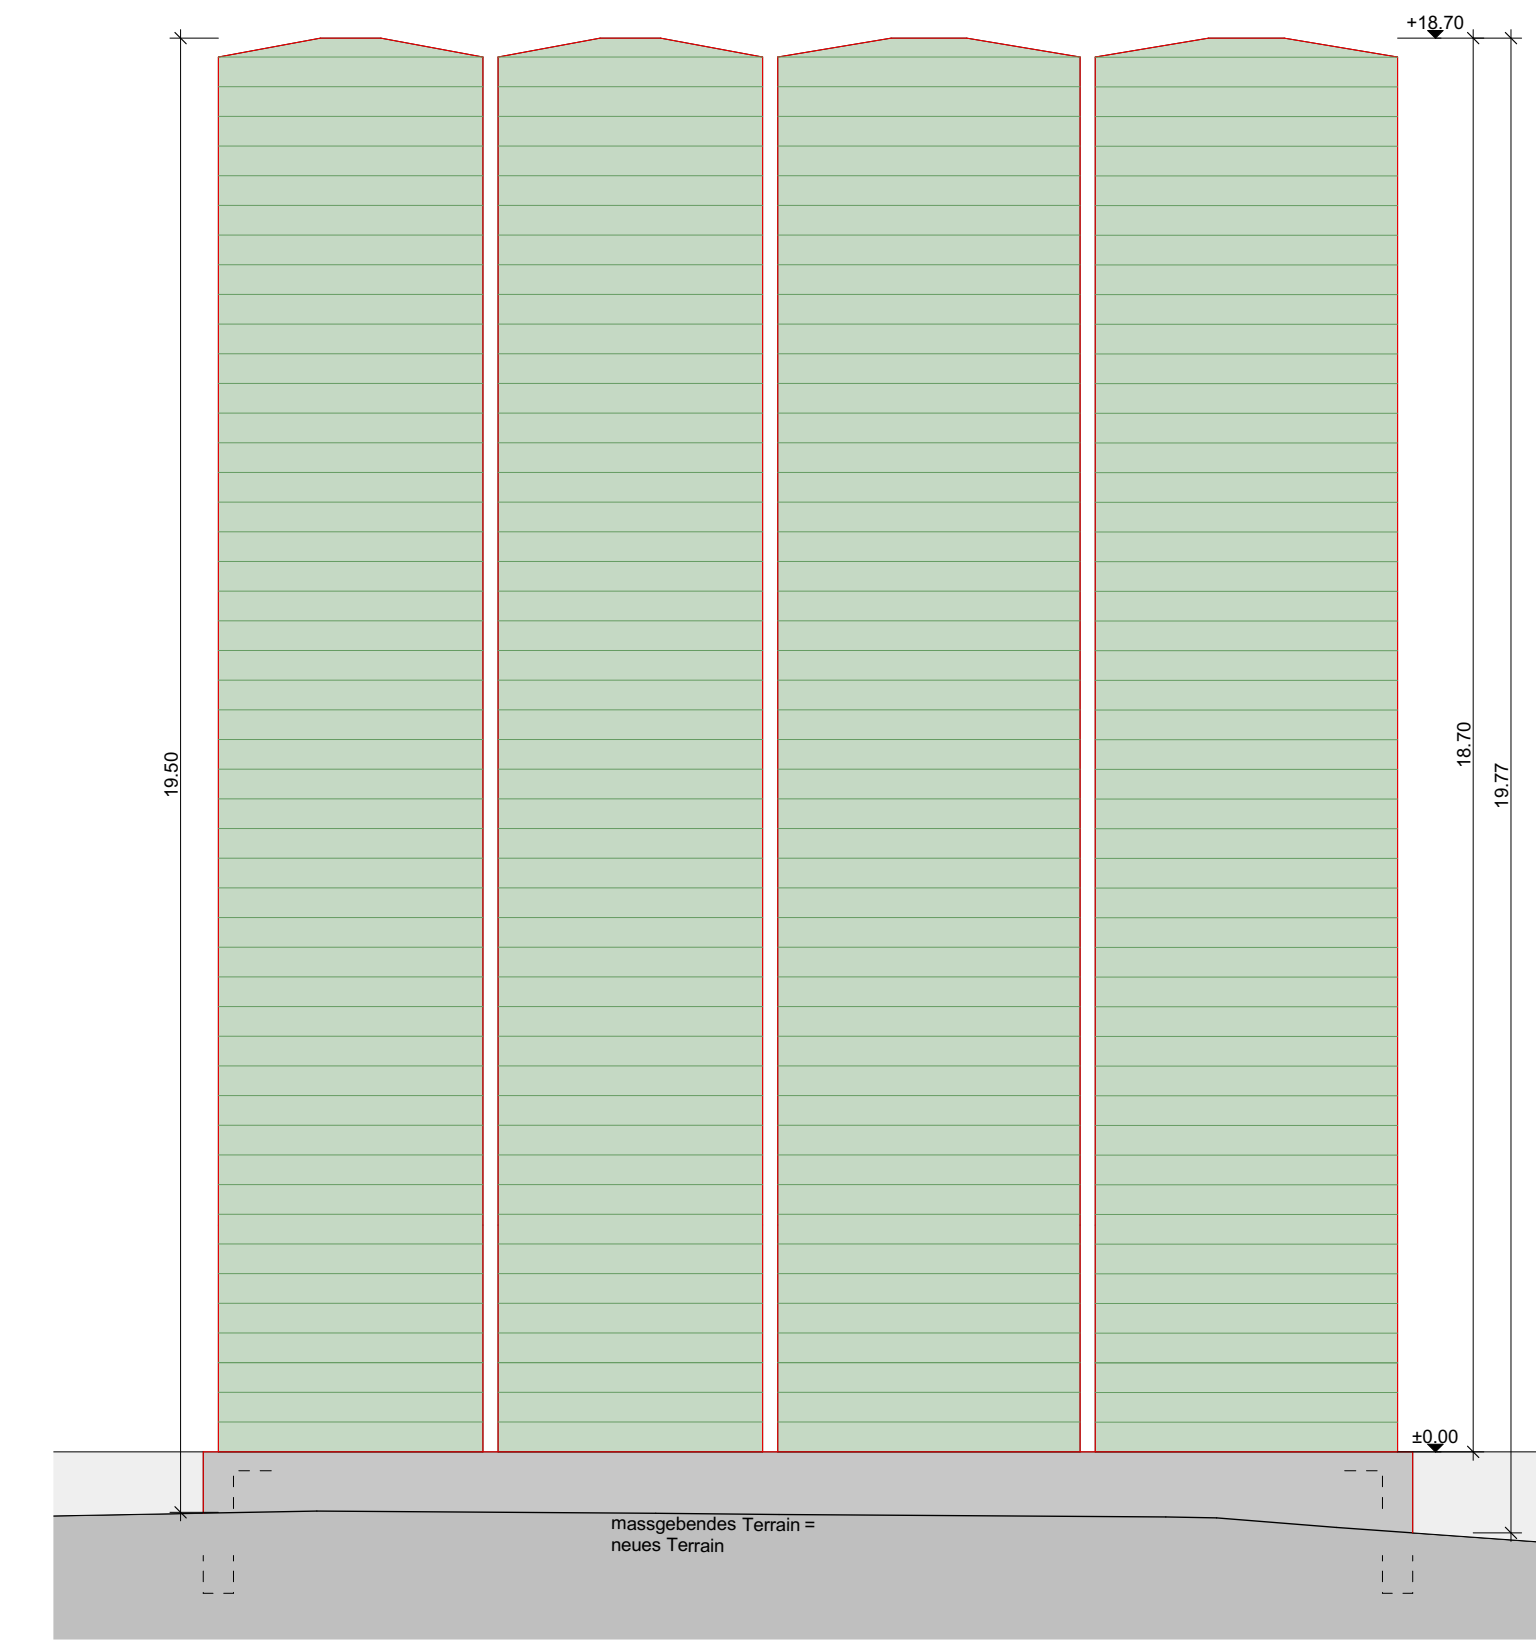 +18.70
19.50
18.70
19.77
±0.00
massgebendes Terrain =
neues Terrain